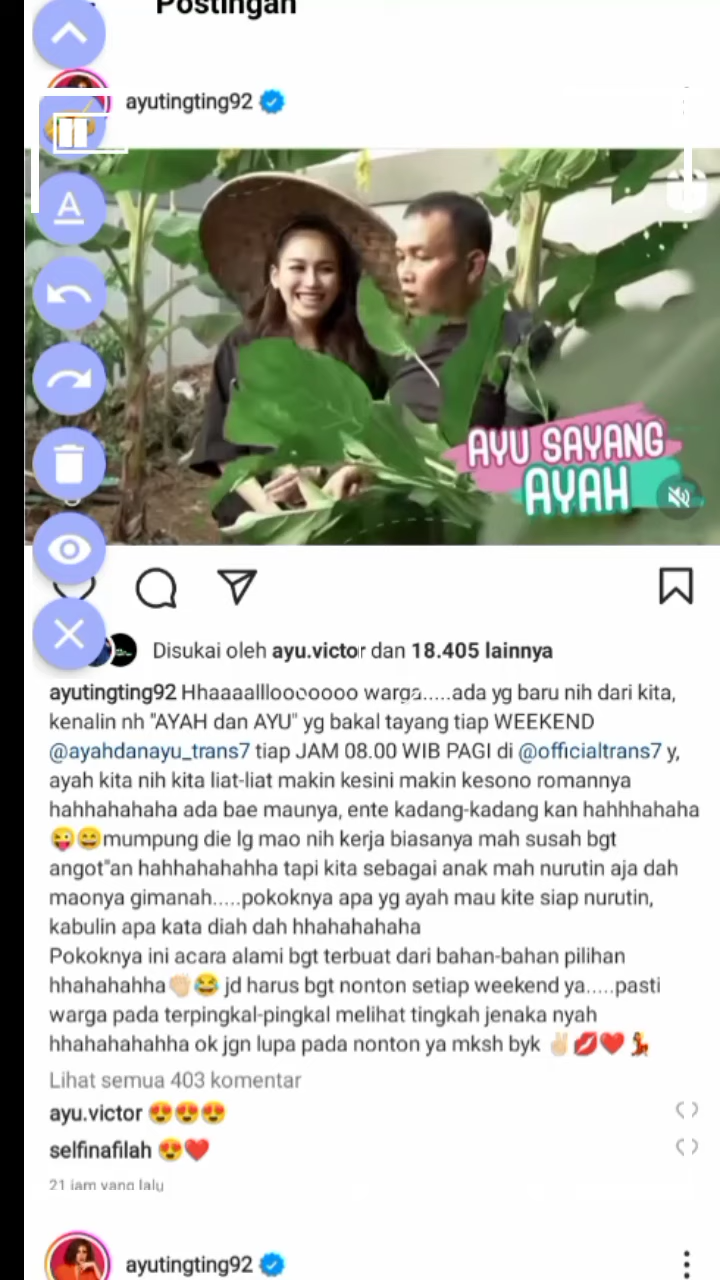 Postingan
ayutingting92
A
AYU SAYANG
AYAH
Disukai oleh ayu.victor dan 18.405 lainnya
ayutingting92 Hhaaaallloooooooo warga.....ada yg baru nih dari kita,
kenalin nh "AYAH dan AYU" yg bakal tayang tiap WEEKEND
@ayahdanayu_trans7 tiap JAM 08.00 WIB PAGI di @officialtrans7 y,
ayah kita nih kita liat-liat makin kesini makin kesono romannya
hahhahahaha ada bae maunya, ente kadang-kadang kan hahhhahaha
😜😄mumpung die lg mao nih kerja biasanya mah susah bgt
angot"an hahhahahahha tapi kita sebagai anak mah nurutin aja dah
maonya gimanah.....pokoknya apa yg ayah mau kite siap nurutin,
kabulin apa kata diah dah hhahahahaha
Pokoknya ini acara alami bgt terbuat dari bahan-bahan pilihan
hhahahahha👏🏻😂 jd harus bgt nonton setiap weekend ya.....pasti
warga pada terpingkal-pingkal melihat tingkah jenaka nyah
hhahahahahha ok jgn lupa pada nonton ya mksh byk ✌🏻💋❤️💃
Lihat semua 403 komentar
ayu.victor 😍😍😍
selfinafilah 😍❤️
21 jam yang lalu
ayutingting92